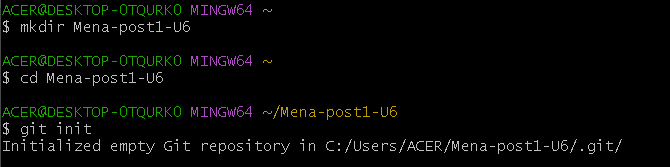 ACER@DESKTOP-OTQURKO MINGW64 ~
$ mkdir Mena-post1-U6
ACER@DESKTOP-OTQURKO MINGW64 ~
$ cd Mena-post1-U6
ACER@DESKTOP-OTQURKO MINGW64 ~/Mena-post1-U6
$ git init
Initialized empty Git repository in C:/Users/ACER/Mena-post1-U6/.git/